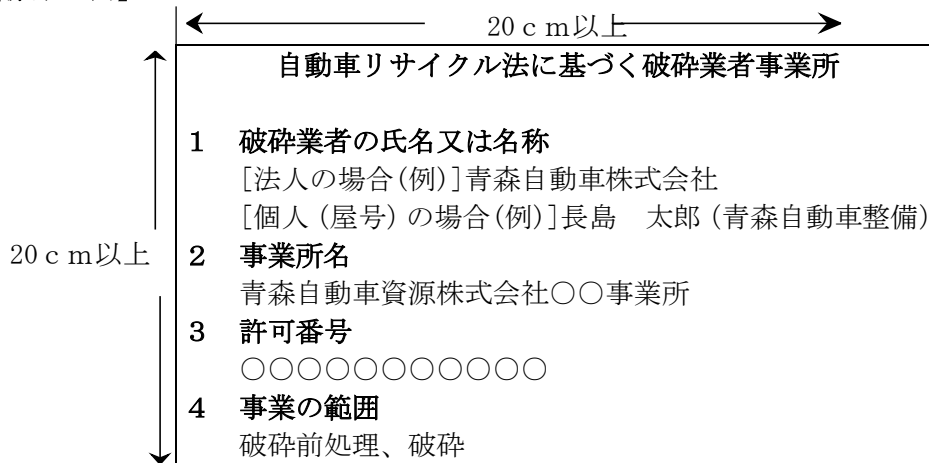 20ｃｍ以上
自動車リサイクル法に基づく破砕業者事業所
1　破砕業者の氏名又は名称
[法人の場合(例)]青森自動車株式会社
[個人(屋号)の場合(例)]長島　太郎(青森自動車整備)
20ｃｍ以上
2　事業所名
青森自動車資源株式会社○○事業所
3　許可番号
○○○○○○○○○○○
4　事業の範囲
破砕前処理、破砕